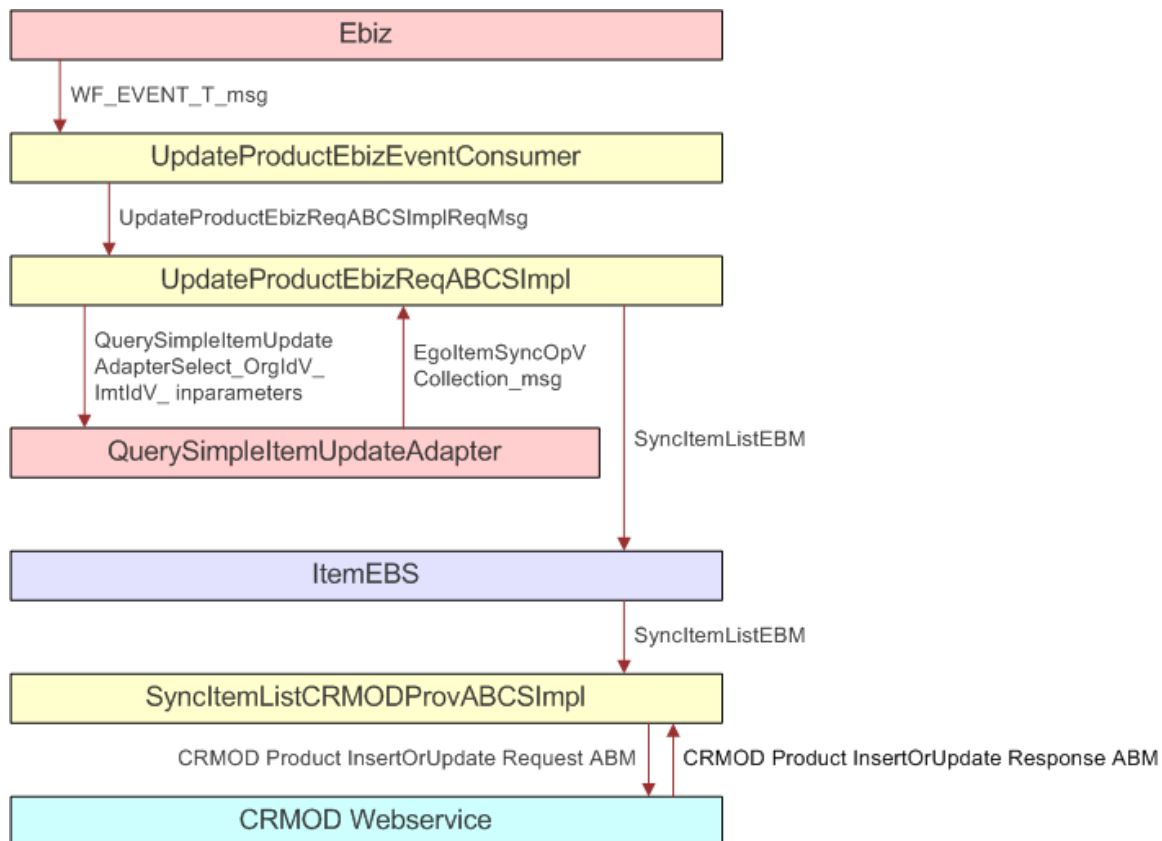 Ebiz
WF_EVENT_T_msg
UpdateProductEbizEventConsumer
UpdateProductEbizReqABCSImplReqMsg
UpdateProductEbizReqABCSImpl
QuerySimpleItemUpdate
AdapterSelect_OrgIdV_
ImtIdV_ inparameters
EgoItemSyncOpV
Collection_msg
SyncItemListEBM
QuerySimpleItemUpdateAdapter
ItemEBS
SyncItemListEBM
SyncItemListCRMODProvABCSImpl
CRMOD Product InsertOrUpdate Request ABM
CRMOD Product InsertOrUpdate Response ABM
CRMOD Webservice